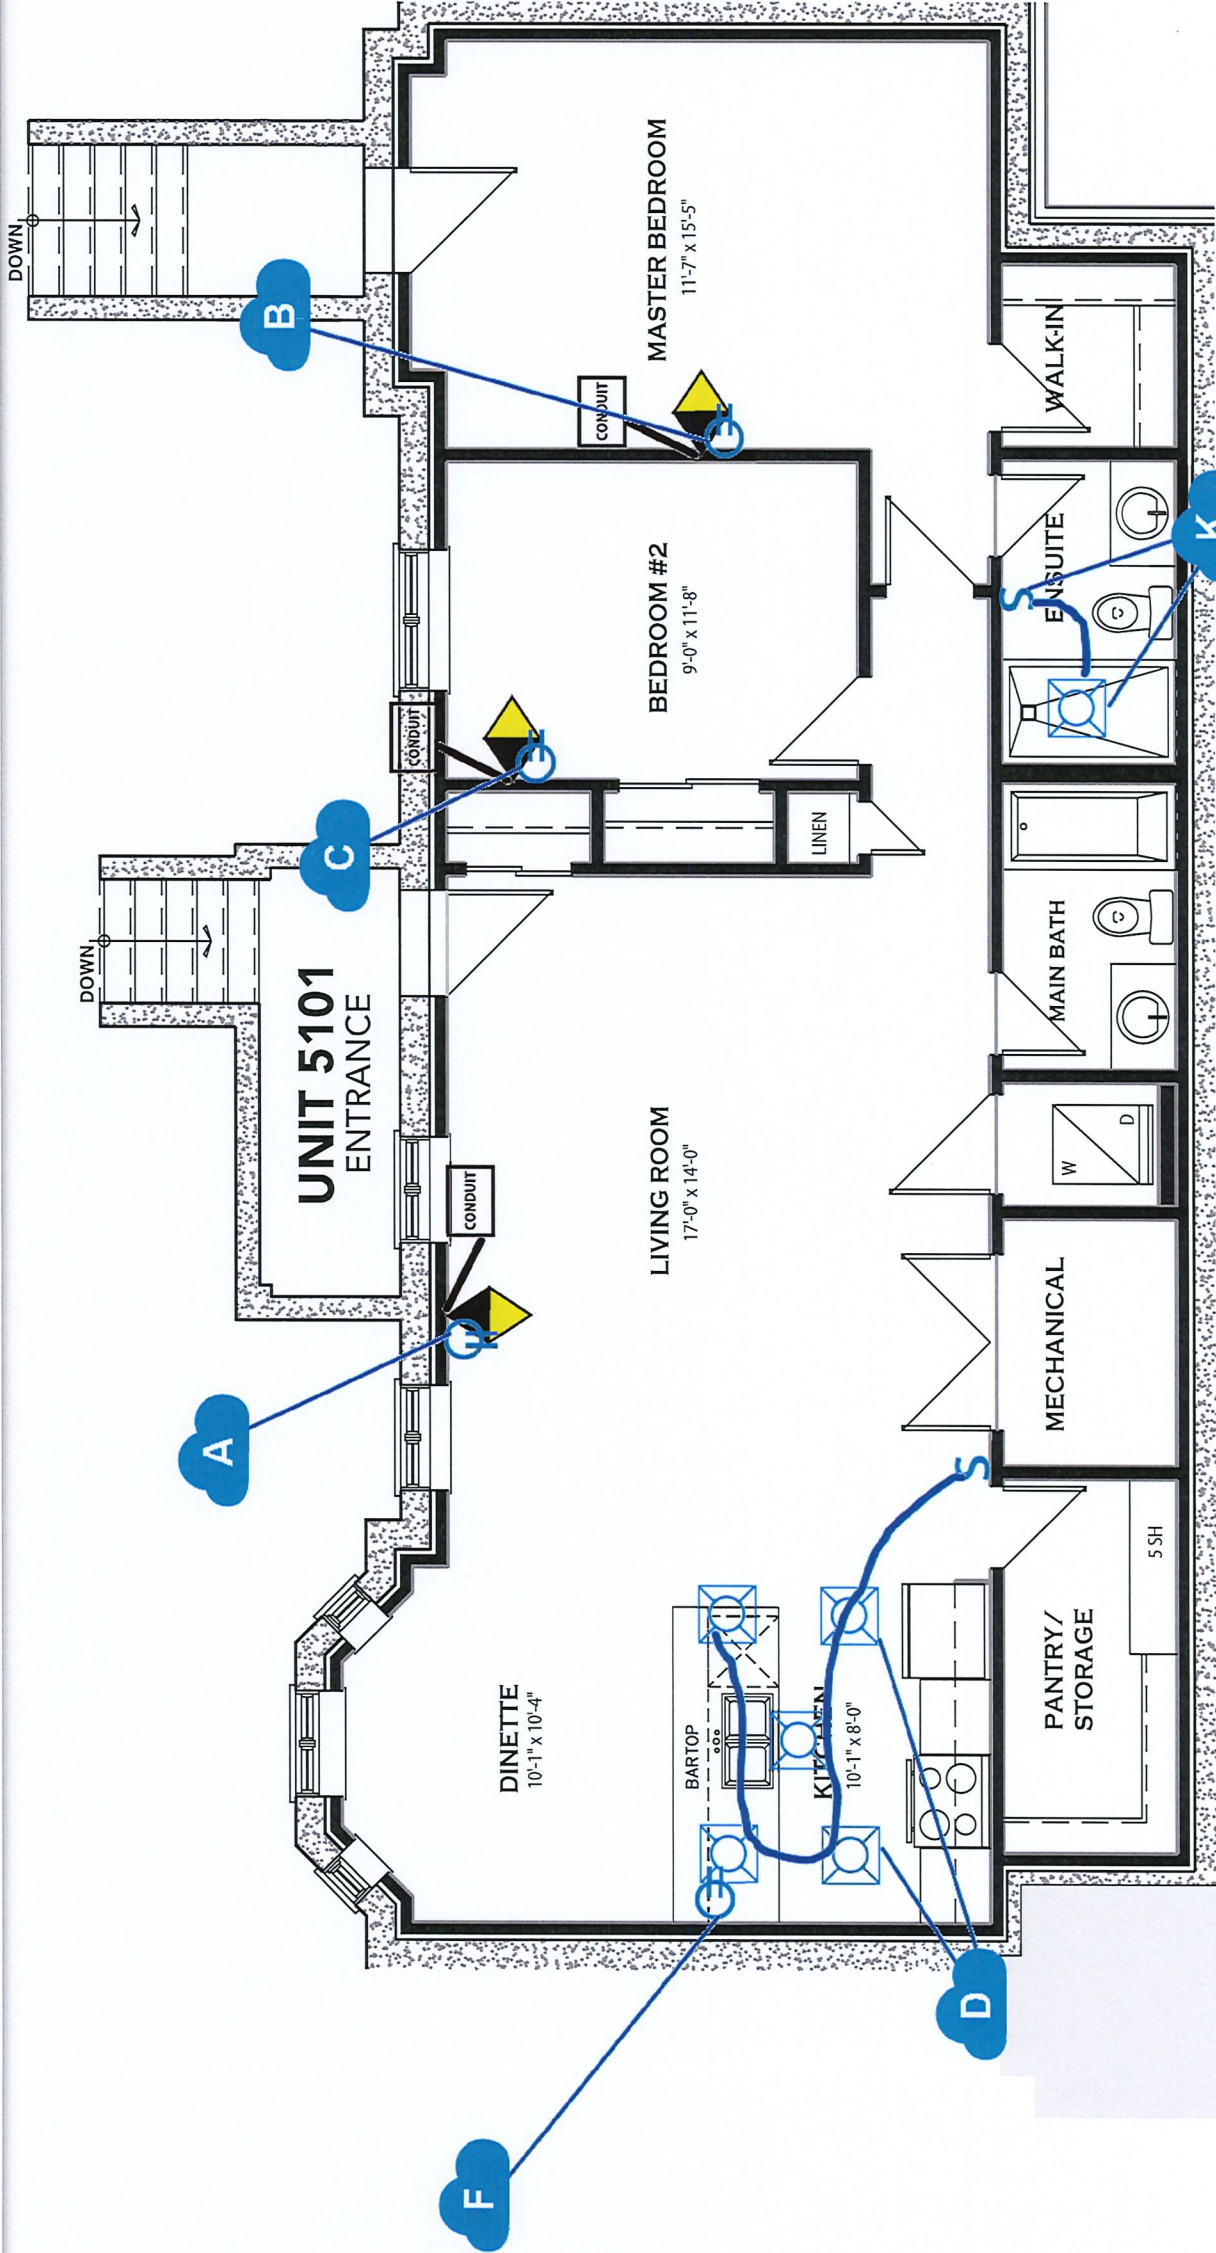 DOWN
B
MASTER BEDROOM
11'-7" x 15'-5"
CONDUIT
WALK-IN
ENSUITE
K
BEDROOM #2
9'-0" x 11'-8"
CONDUIT
C
LINEN
DOWN
UNIT 5101
ENTRANCE
MAIN BATH
LIVING ROOM
17'-0" x 14'-0"
CONDUIT
W
D
MECHANICAL
A
S
S
DINETTE
10'-1" x 10'-4"
BARTOP
KITCHEN
10'-1" x 8'-0"
PANTRY/
STORAGE
5 SH
F
D